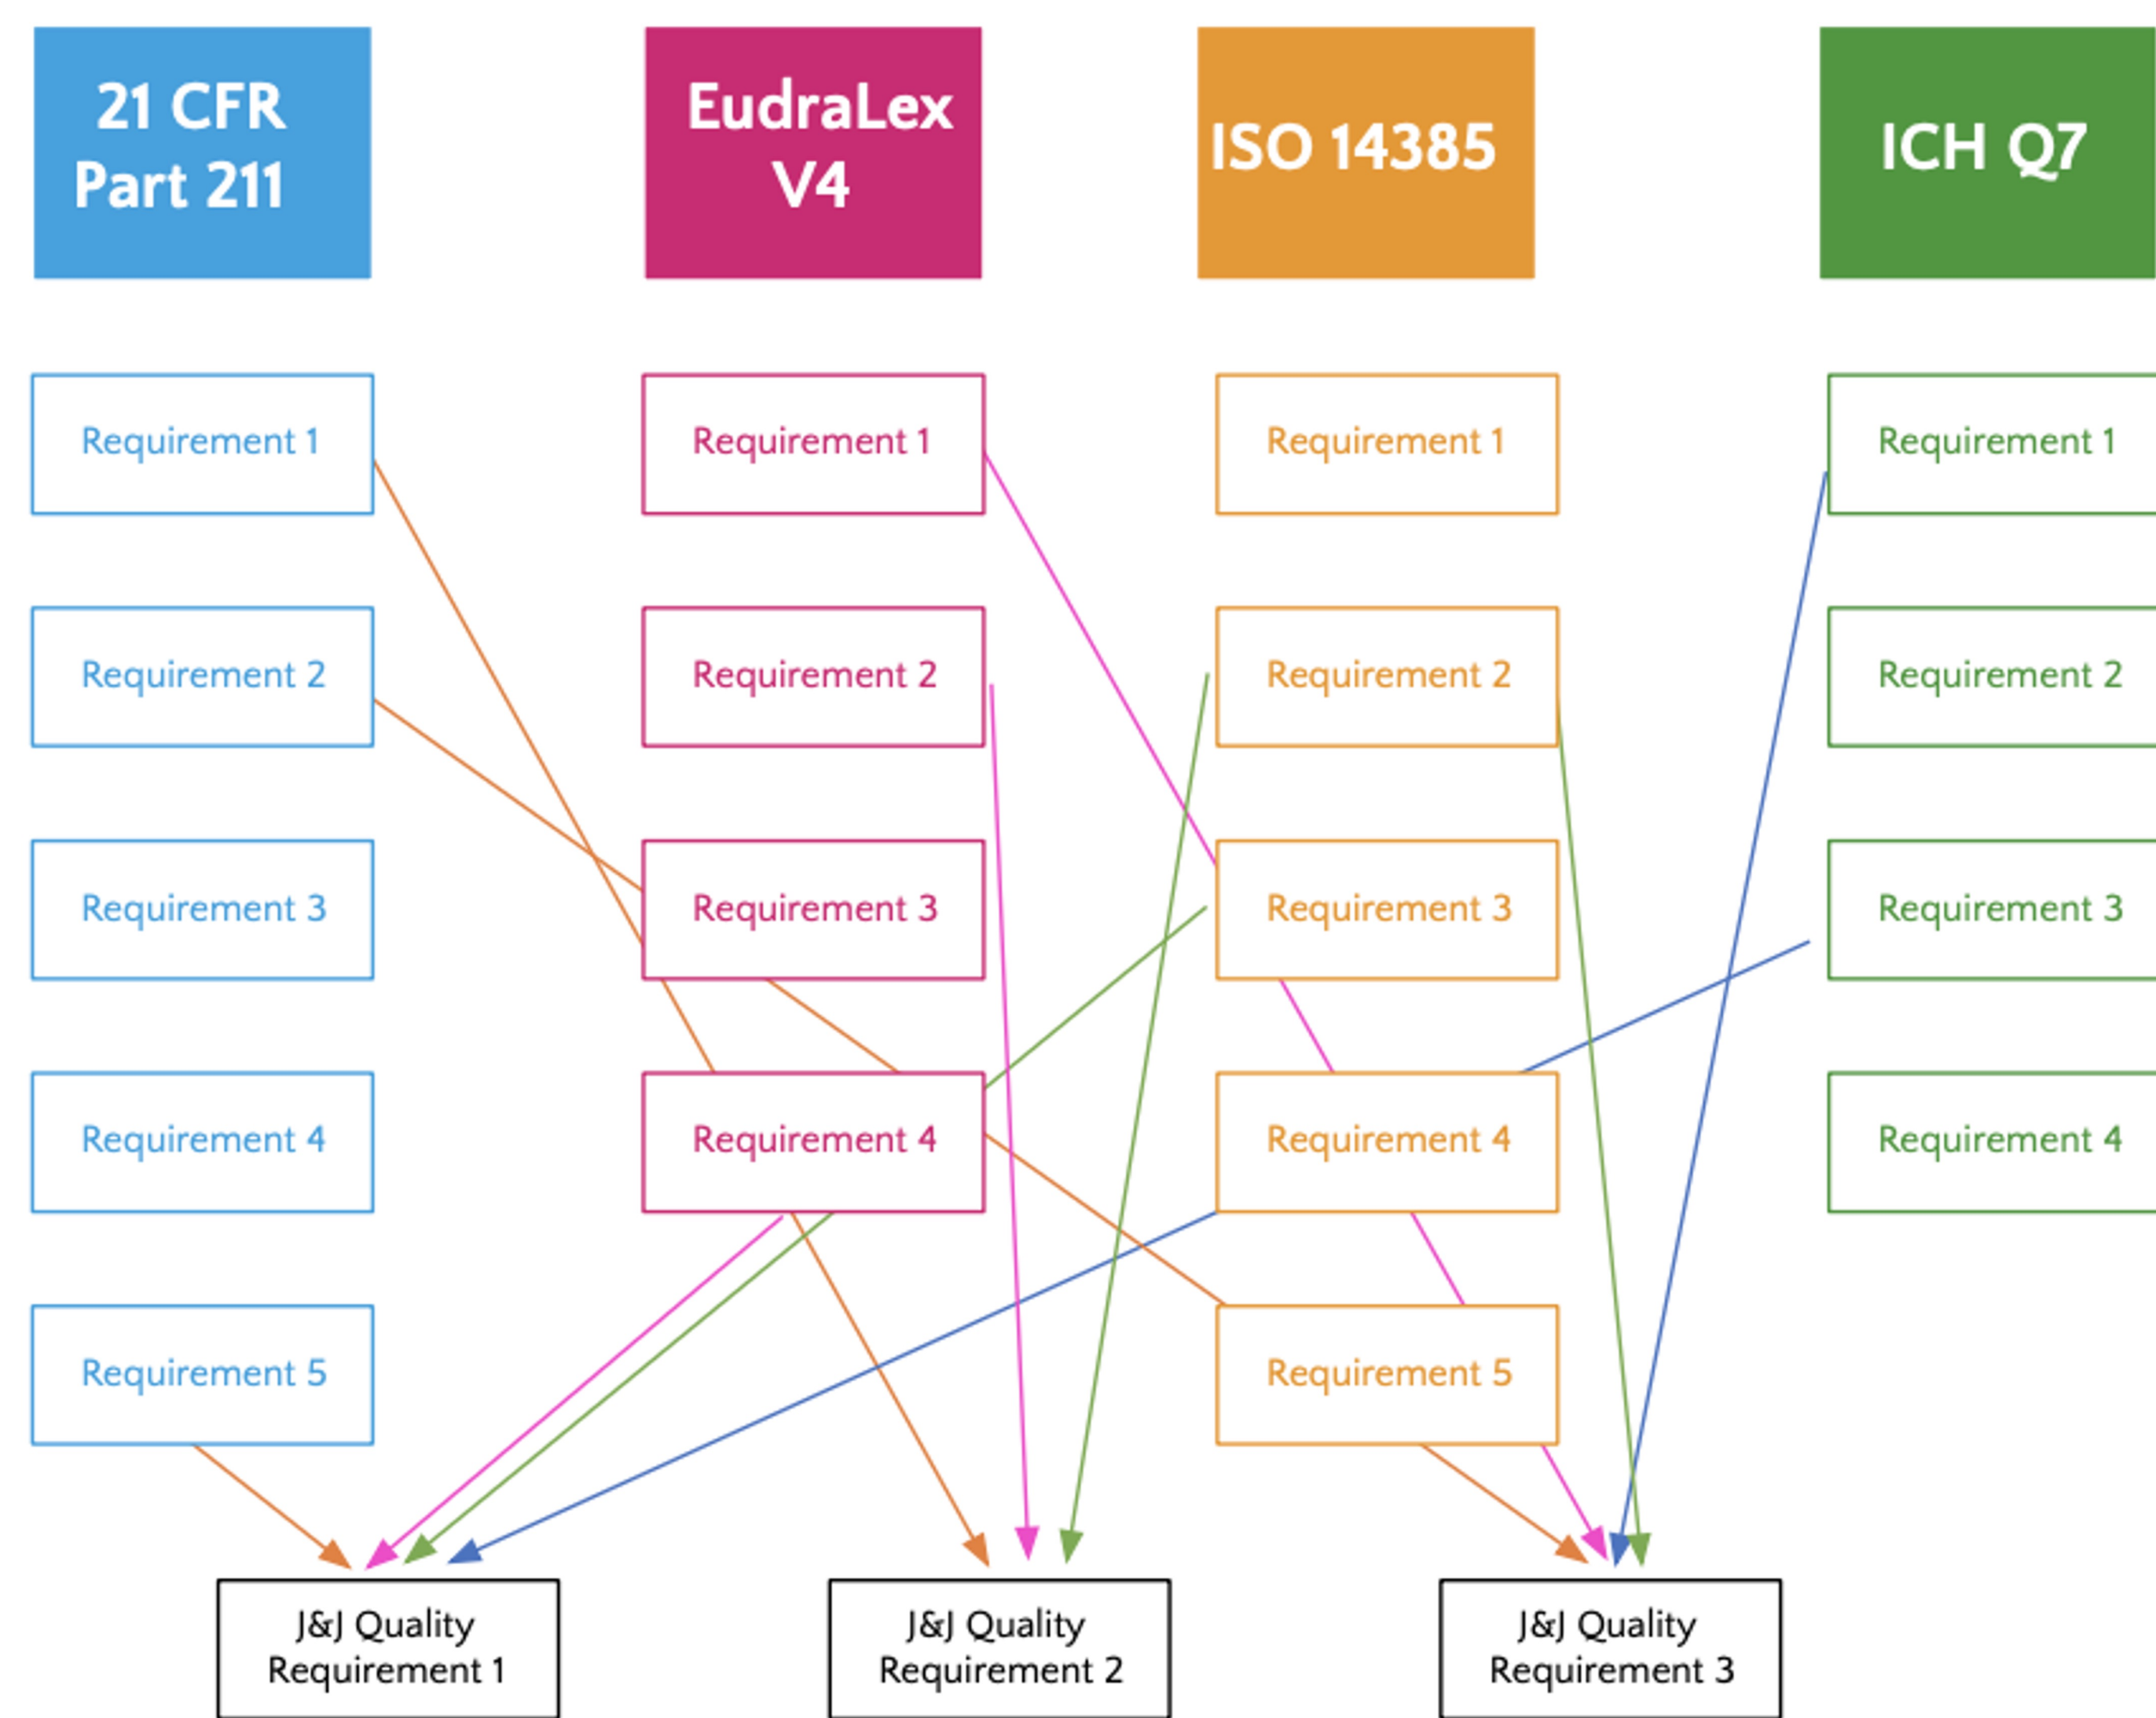 21 CFR
Part 211
EudraLex
V4
ISO 14385
ICH Q7
Requirement 1
Requirement 1
Requirement 1
Requirement 1
Requirement 2
Requirement 2
Requirement 2
Requirement 2
Requirement 3
Requirement 3
Requirement 3
Requirement 3
Requirement 4
Requirement 4
Requirement 4
Requirement 4
Requirement 5
Requirement 5
J&J Quality
Requirement 1
J&J Quality
Requirement 2
J&J Quality
Requirement 3